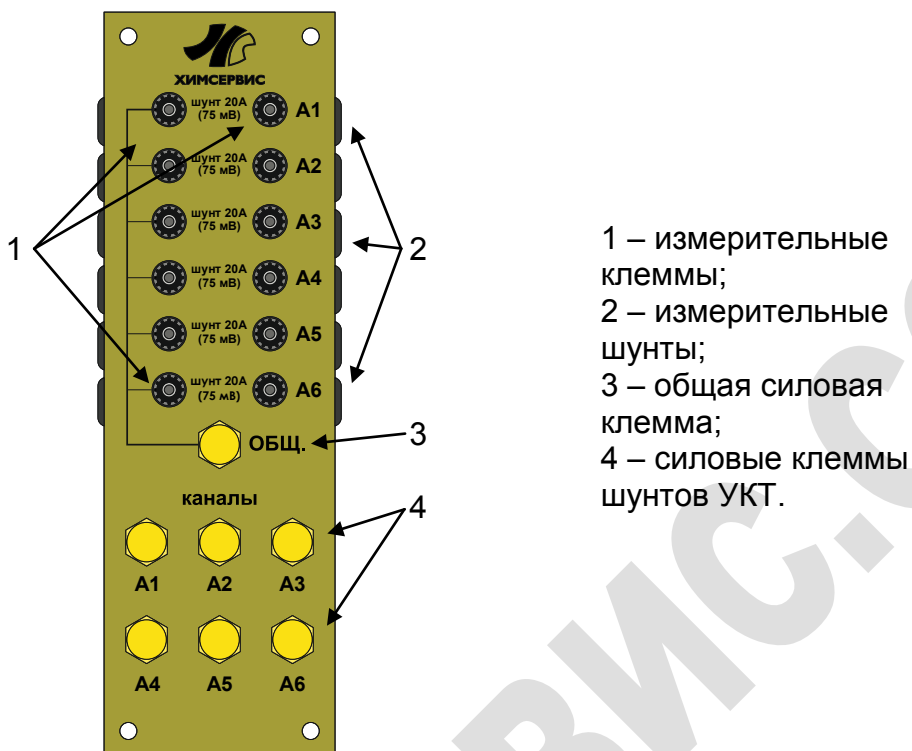 ХИМСЕРВИС
шунт 20А
(75 мВ)
А1
шунт 20А
(75 мВ)
А2
шунт 20А
(75 мВ)
А3
шунт 20А
(75 мВ)
А4
шунт 20А
(75 мВ)
А5
шунт 20А
(75 мВ)
А6
1
2
ОБЩ.
3
каналы
4
А1 А2 А3
А4 А5 А6
1 – измерительные
клеммы;
2 – измерительные
шунты;
3 – общая силовая
клемма;
4 – силовые клеммы
шунтов УКТ.